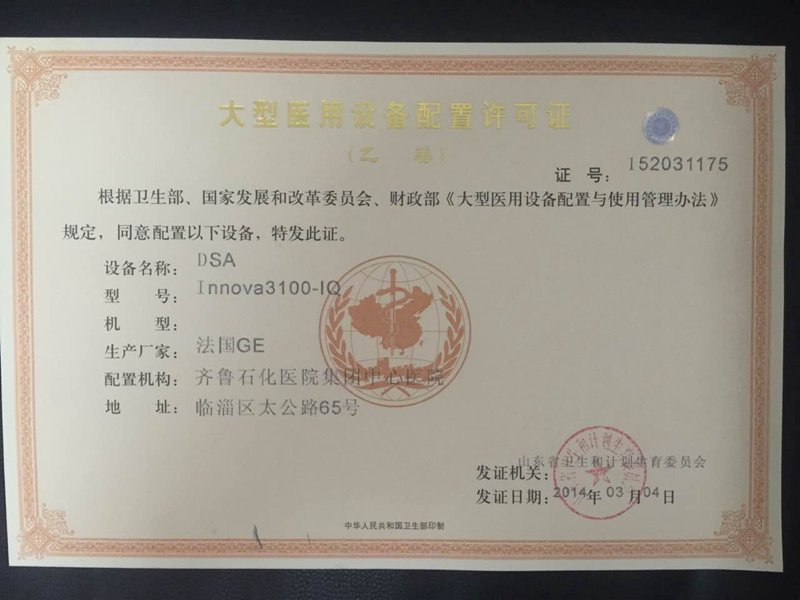 大型医用设备配置许可证
（乙 类）
证 号：152031175
根据卫生部、国家发展和改革委员会、财政部《大型医用设备配置与使用管理办法》
规定，同意配置以下设备，特发此证。
设备名称：DSA
型 号：Innova3100-IQ
机 型：
生产厂家：法国GE
配置机构：齐鲁石化医院集团中心医院
地 址：临淄区太公路65号
发证机关：山东省卫生和计划生育委员会
发证日期：2014年03月04日
中华人民共和国卫生部印制